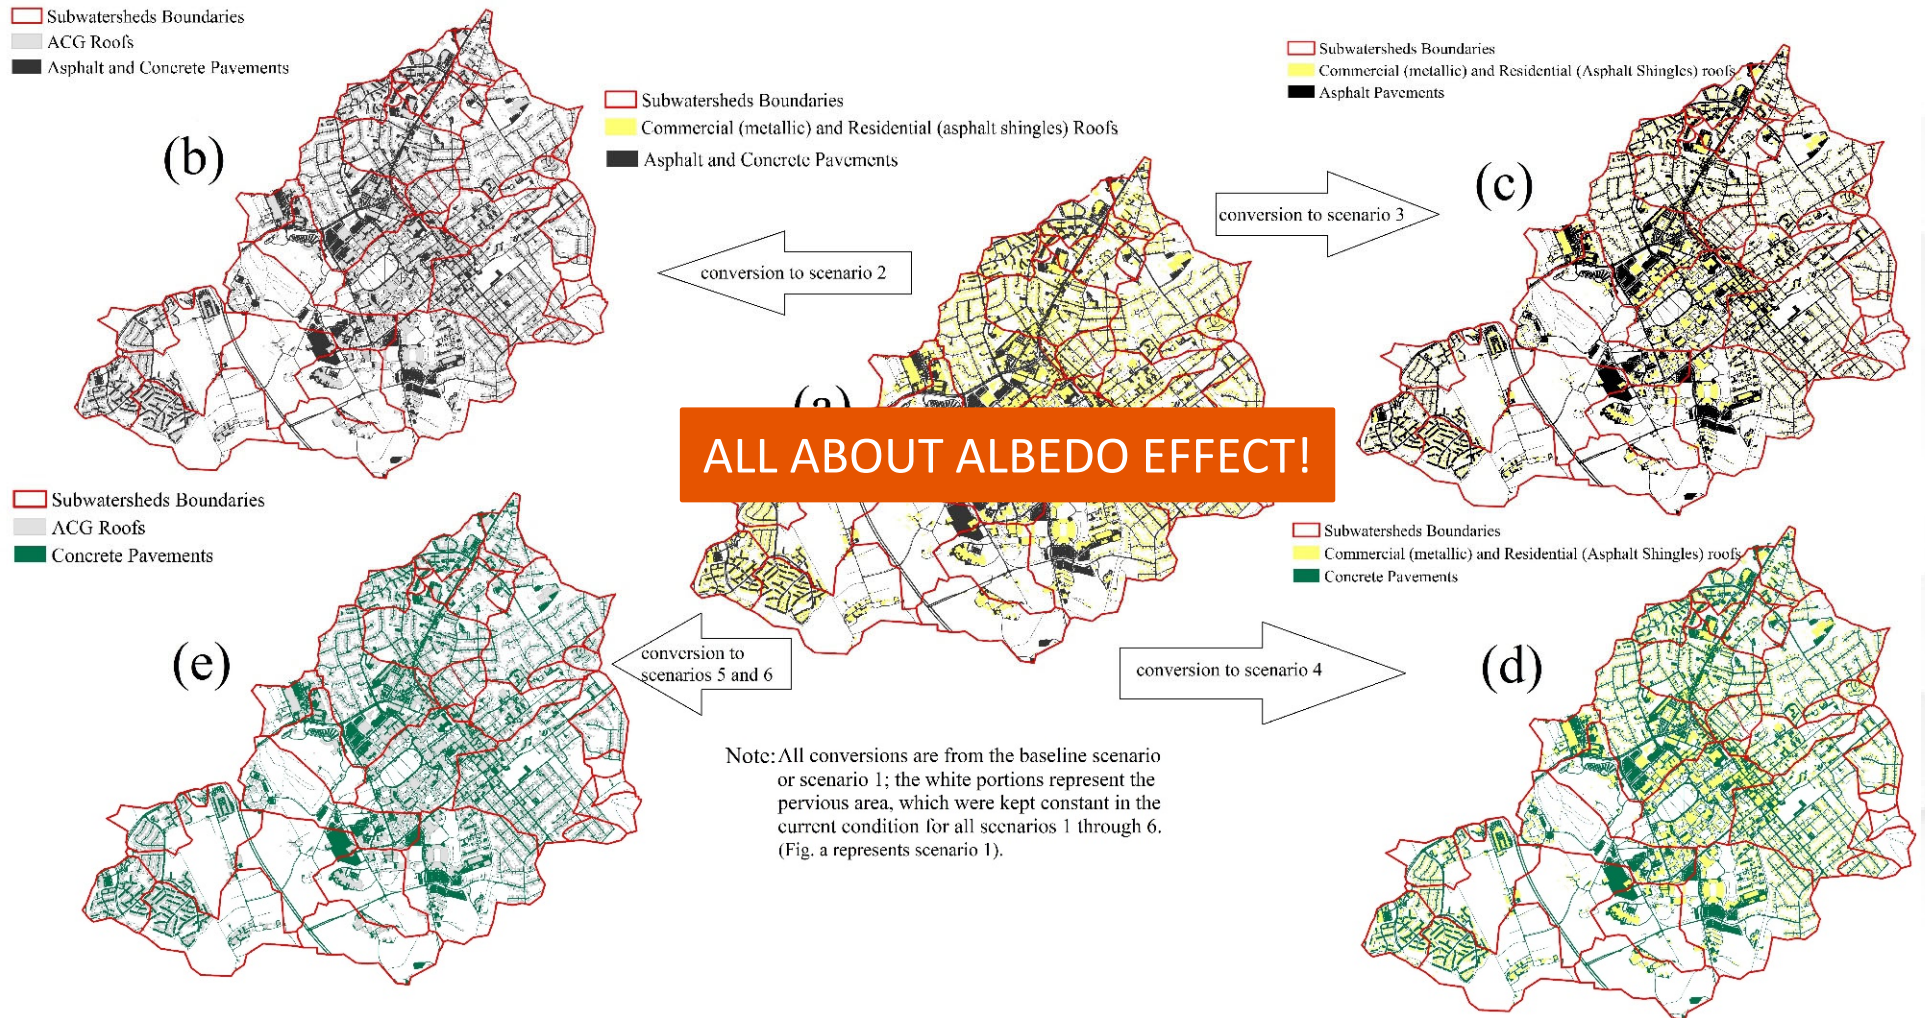 Subwatersheds Boundaries
ACG Roofs
Asphalt and Concrete Pavements
(b)
Subwatersheds Boundaries
Commercial (metallic) and Residential (asphalt shingles) Roofs
Asphalt and Concrete Pavements
Subwatersheds Boundaries
Commercial (metallic) and Residential (Asphalt Shingles) roofs
Asphalt Pavements
(c)
conversion to scenario 3
conversion to scenario 2
(a)
ALL ABOUT ALBEDO EFFECT!
Subwatersheds Boundaries
ACG Roofs
Concrete Pavements
(e)
Subwatersheds Boundaries
Commercial (metallic) and Residential (Asphalt Shingles) roofs
Concrete Pavements
(d)
conversion to
scenarios 5 and 6
conversion to scenario 4
Note: All conversions are from the baseline scenario
or scenario 1; the white portions represent the
pervious area, which were kept constant in the
current condition for all scenarios 1 through 6.
(Fig. a represents scenario 1).